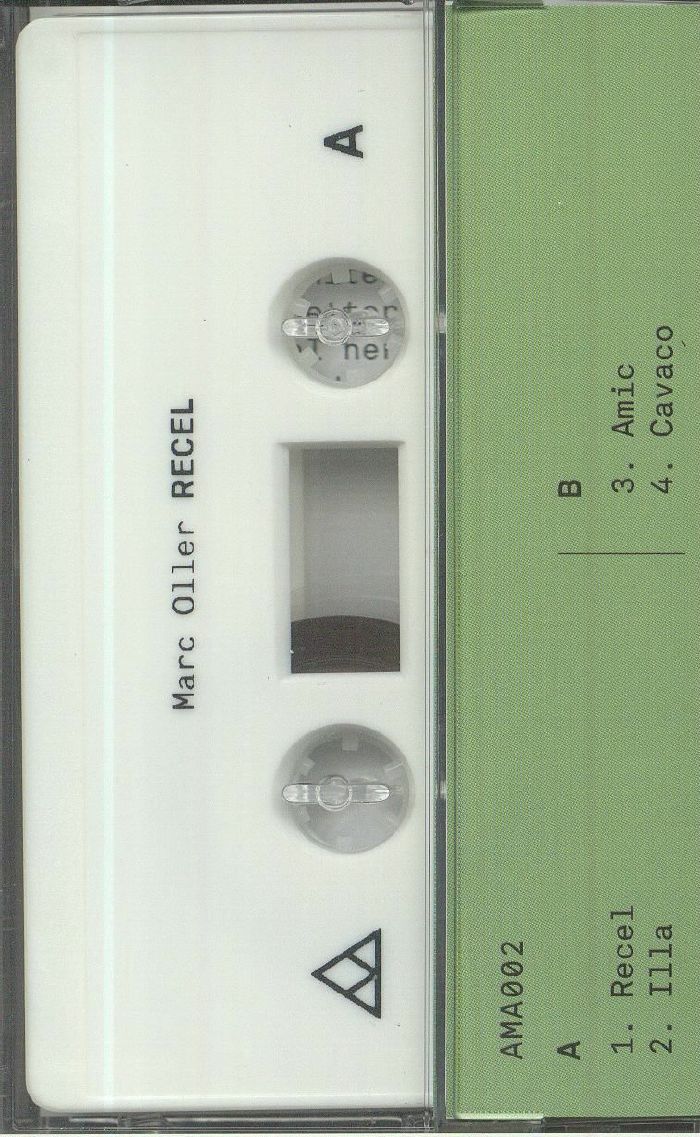 A
Marc Oller RECEL
AMA002
A
1. Recel
2. Illa
B
3. Amic
4. Cavaco